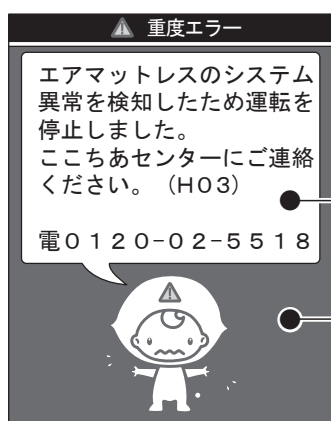 重度エラー
エアマットレスのシステム
異常を検知したため運転を
停止しました。
ここちあセンターにご連絡
ください。（H03）
電0120-02-5518